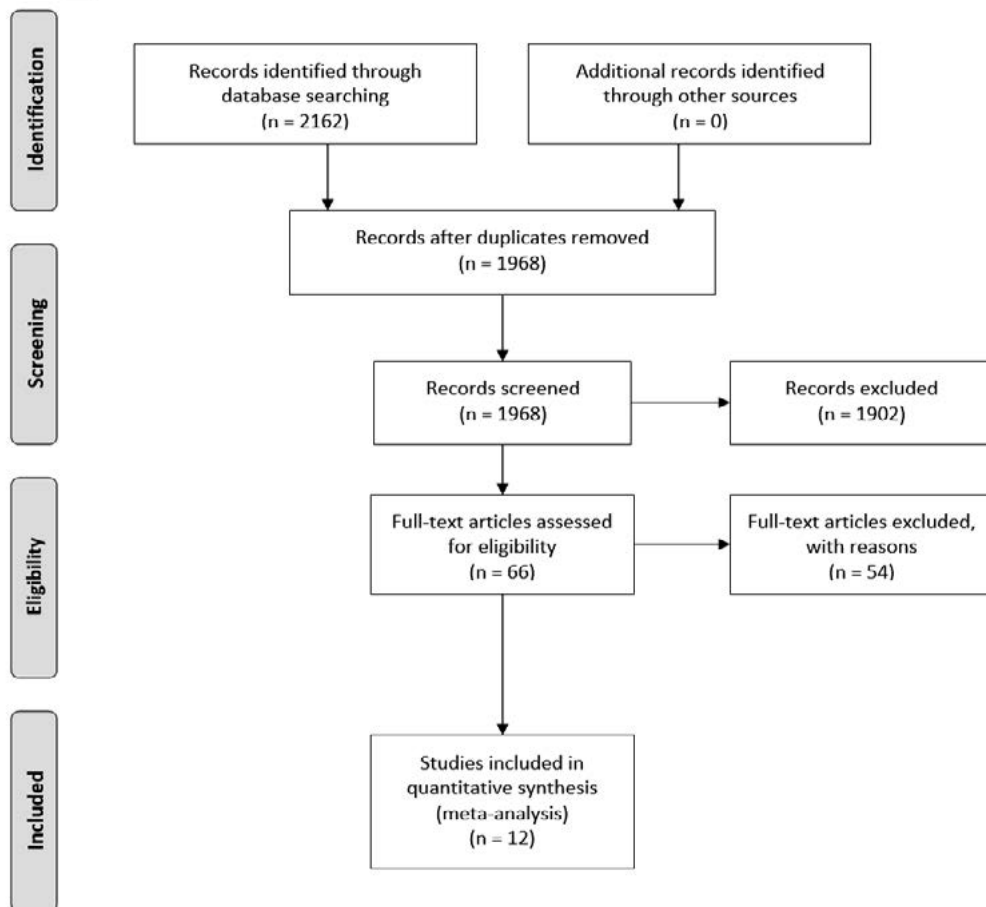 Identification
Records identified through
database searching
(n = 2162)
Additional records identified
through other sources
(n = 0)
Records after duplicates removed
(n = 1968)
Screening
Records screened
(n = 1968)
Records excluded
(n = 1902)
Eligibility
Full-text articles assessed
for eligibility
(n = 66)
Full-text articles excluded,
with reasons
(n = 54)
Included
Studies included in
quantitative synthesis
(meta-analysis)
(n = 12)